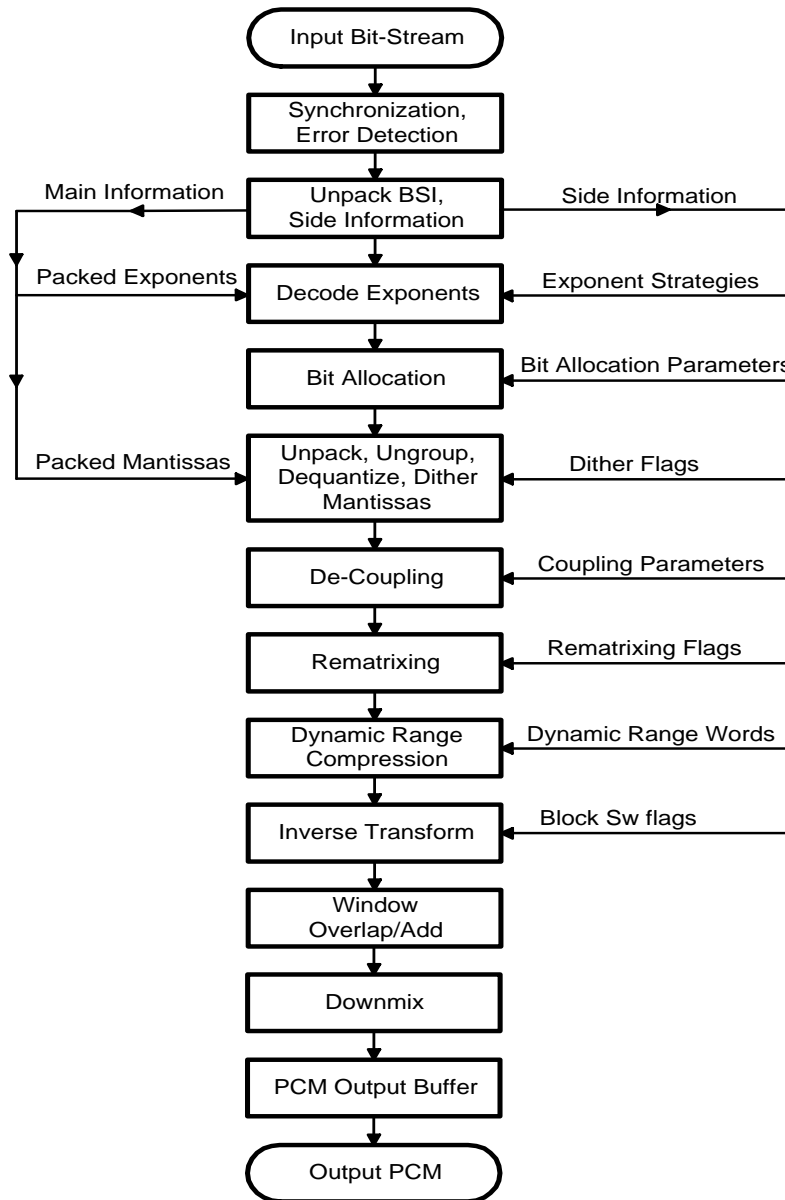 Input Bit-Stream
Synchronization,
Error Detection
Main Information
Unpack BSI,
Side Information
Side Information
Packed Exponents
Decode Exponents
Exponent Strategies
Bit Allocation
Bit Allocation Parameters
Packed Mantissas
Unpack, Ungroup,
Dequantize, Dither
Mantissas
Dither Flags
De-Coupling
Coupling Parameters
Rematrixing
Rematrixing Flags
Dynamic Range
Compression
Dynamic Range Words
Inverse Transform
Block Sw flags
Window
Overlap/Add
Downmix
PCM Output Buffer
Output PCM